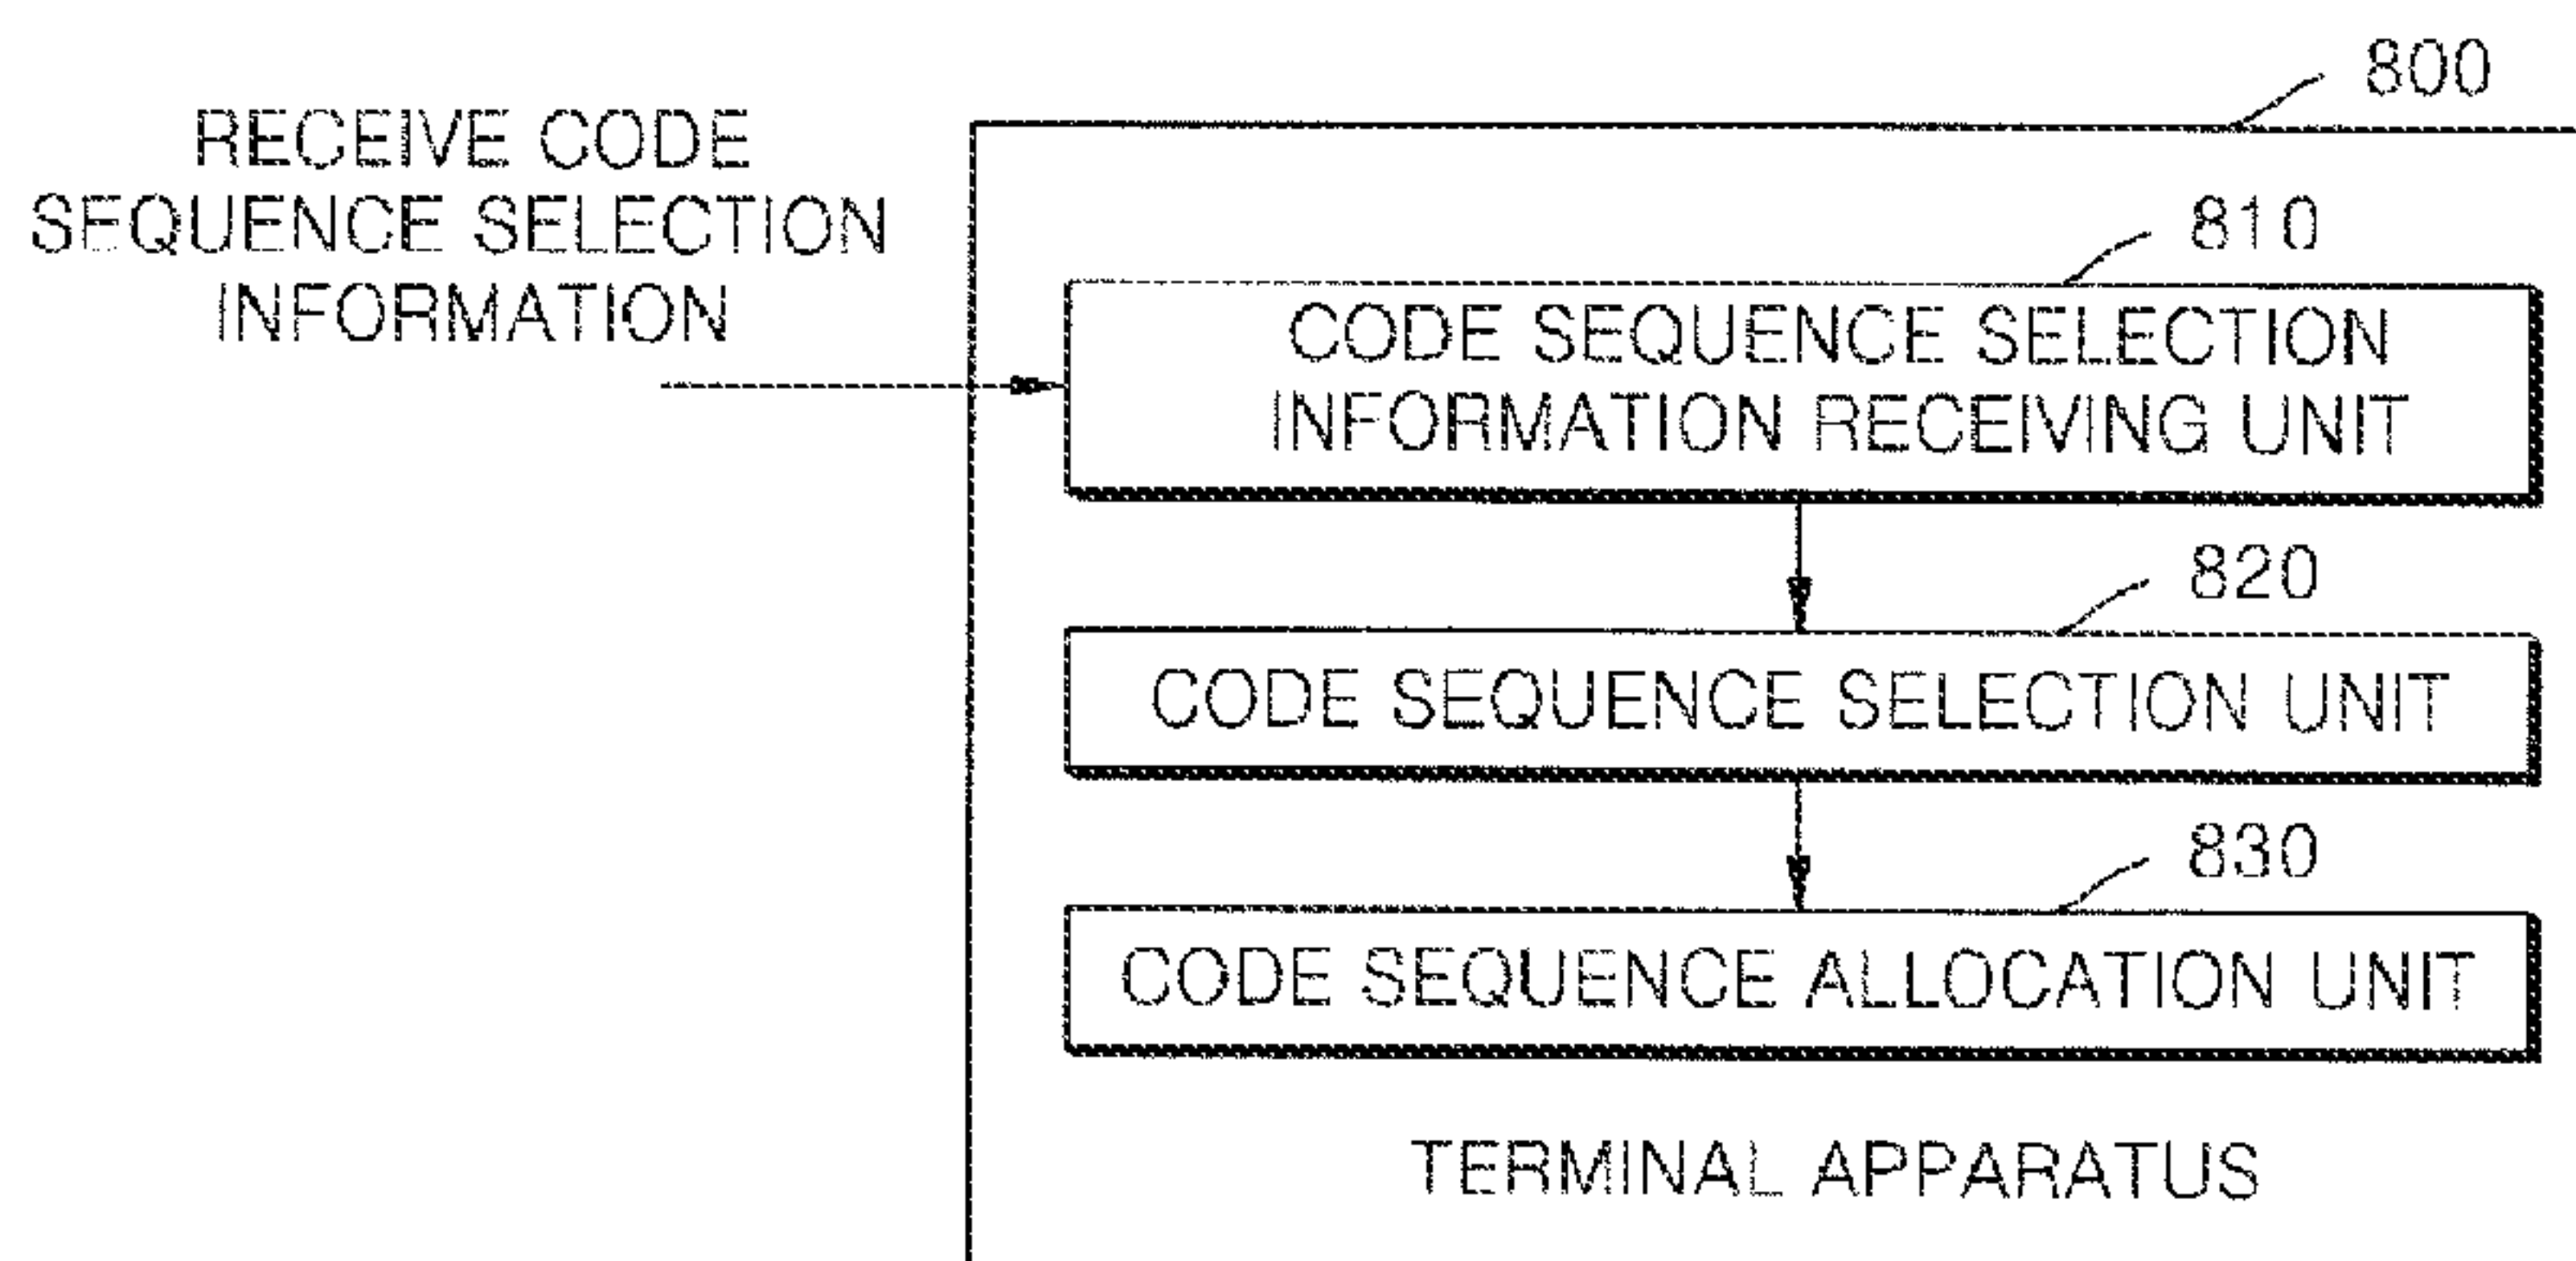 800
RECEIVE CODE
SEQUENCE SELECTION
INFORMATION
810
CODE SEQUENCE SELECTION
INFORMATION RECEIVING UNIT
820
CODE SEQUENCE SELECTION UNIT
830
CODE SEQUENCE ALLOCATION UNIT
TERMINAL APPARATUS